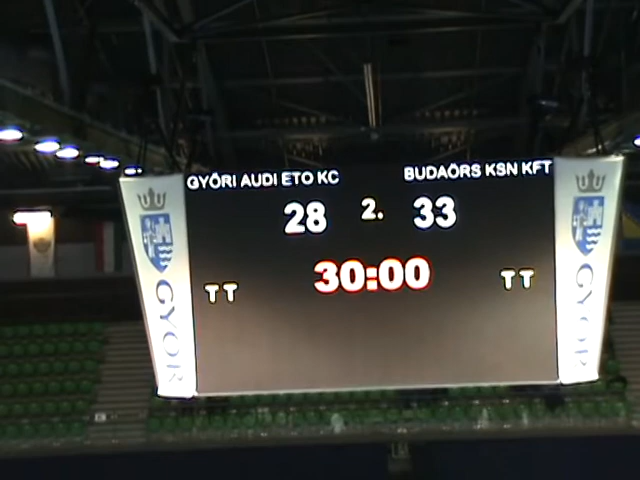 GYŐRI AUDI ETO KC BUDAÖRS KSN KFT
28 2. 33
30:00
TT TT
GYŐR GYŐR